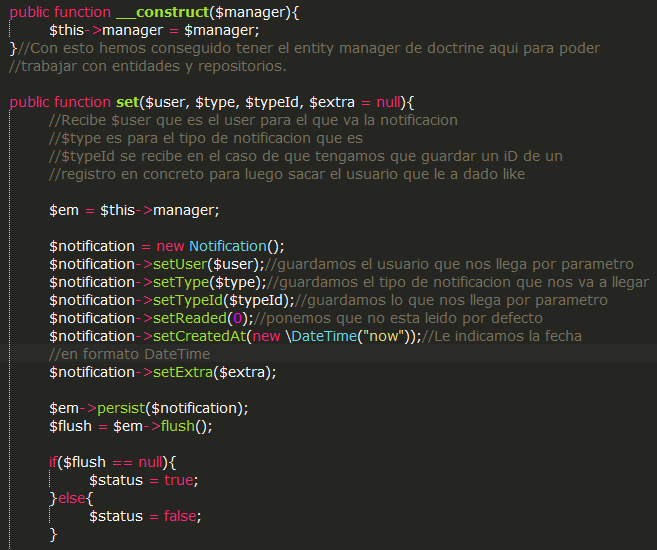 public function __construct($manager){
$this->manager = $manager;
}//Con esto hemos conseguido tener el entity manager de doctrine aqui para poder
//trabajar con entidades y repositorios.
public function set($user, $type, $typeId, $extra = null){
//Recibe $user que es el user para el que va la notificacion
//$type es para el tipo de notificacion que es
//$typeId se recibe en el caso de que tengamos que guardar un iD de un
//registro en concreto para luego sacar el usuario que le a dado like
$em = $this->manager;
$notification = new Notification();
$notification->setUser($user);//guardamos el usuario que nos llega por parametro
$notification->setType($type);//guardamos el tipo de notificacion que nos va a llegar
$notification->setTypeId($typeId);//guardamos lo que nos llega por parametro
$notification->setReaded(0);//ponemos que no esta leido por defecto
$notification->setCreatedAt(new \DateTime("now"));//Le indicamos la fecha
//en formato DateTime
$notification->setExtra($extra);
$em->persist($notification);
$flush = $em->flush();
if($flush == null){
$status = true;
}else{
$status = false;
}